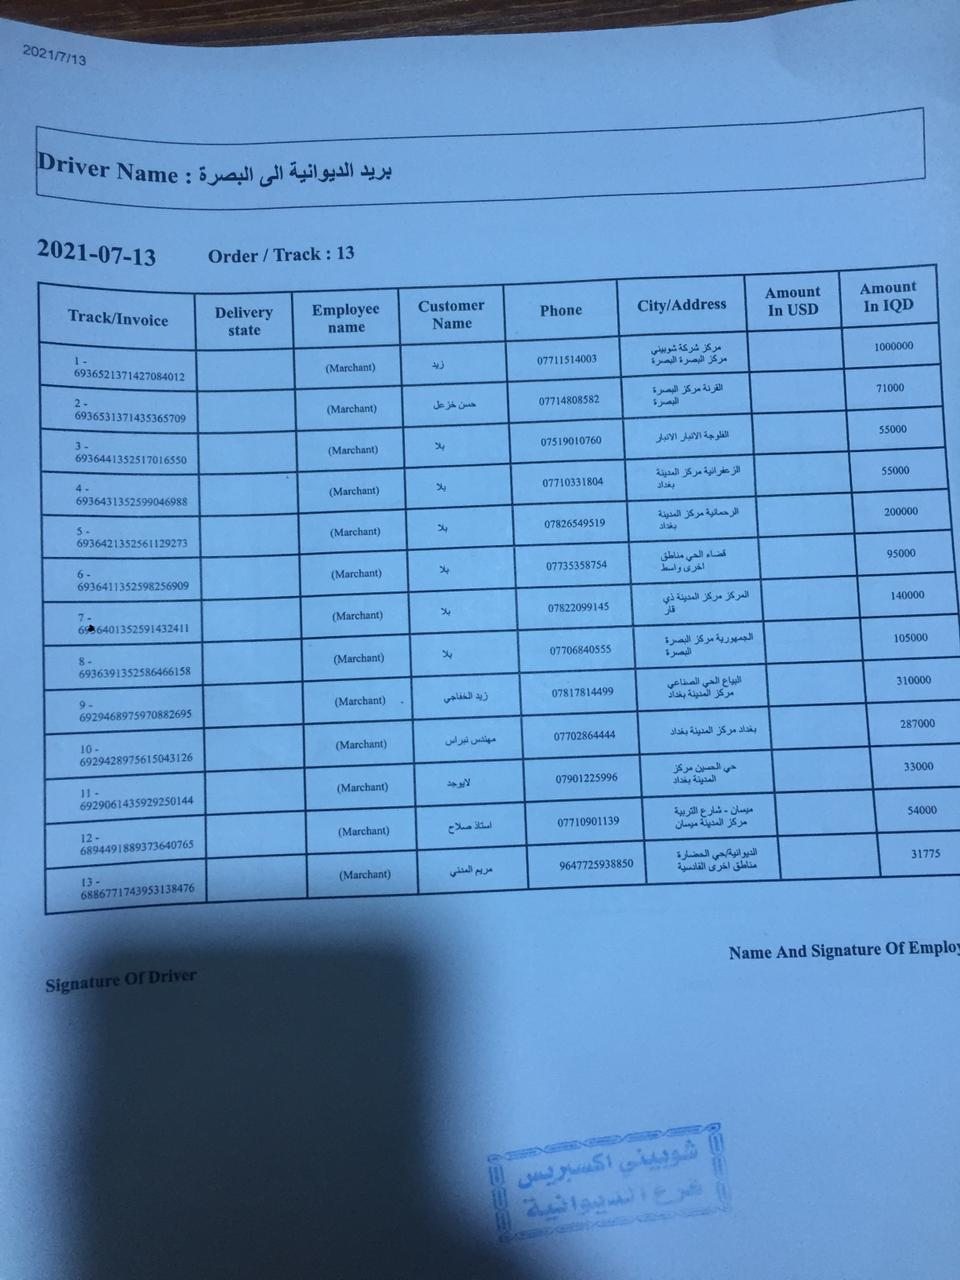 2021/7/13
Driver Name : بريد الديوانية الى البصرة
2021-07-13 Order / Track : 13
Track/Invoice Delivery state Employee name Customer Name Phone City/Address Amount In USD Amount In IQD
1 - 6936521371427084012 (Marchant) زيد 07711514003 مركز شركة شوبيني مركز البصرة البصرة 1000000
2 - 6936531371435365709 (Marchant) حسن خزعل 07714808582 القرنة مركز البصرة البصرة 71000
3 - 6936441352517016550 (Marchant) بلا 07519010760 الفلوجة الانبار الانبار 55000
4 - 6936431352599046988 (Marchant) بلا 07710331804 الزعفرانية مركز المدينة بغداد 55000
5 - 6936421352561129273 (Marchant) بلا 07826549519 الرحمانية مركز المدينة بغداد 200000
6 - 6936411352598256909 (Marchant) بلا 07735358754 قضاء الحي مناطق اخرى واسط 95000
7 - 6936401352591432411 (Marchant) بلا 07822099145 المركز مركز المدينة ذي قار 140000
8 - 6936391352586466158 (Marchant) بلا 07706840555 الجمهورية مركز البصرة البصرة 105000
9 - 6929468975970882695 (Marchant) زيد الخفاجي 07817814499 البياع الحي الصناعي مركز المدينة بغداد 310000
10 - 6929428975615043126 (Marchant) مهندس نبراس 07702864444 بغداد مركز المدينة بغداد 287000
11 - 6929061435929250144 (Marchant) لايوجد 07901225996 حي الحسين مركز المدينة بغداد 33000
12 - 6894491889373640765 (Marchant) استاذ صلاح 07710901139 ميسان - شارع التربية مركز المدينة ميسان 54000
13 - 6886771743953138476 (Marchant) مريم المدني 9647725938850 الديوانية/حي الحضارة مناطق اخرى القادسية 31775
Signature Of Driver Name And Signature Of Employ
شوبيني اكسبريس
فرع الديوانية